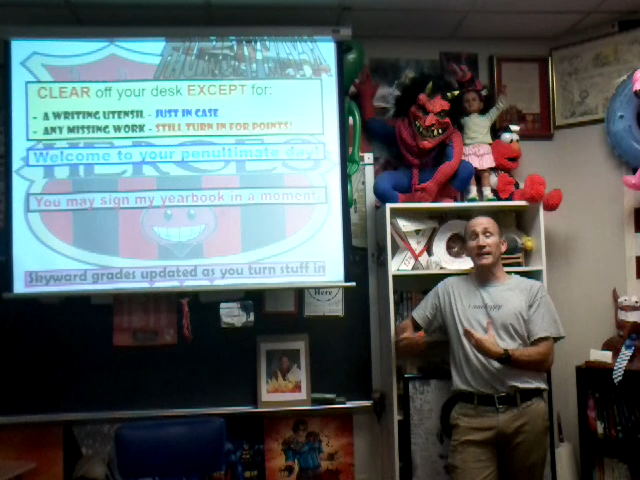 CLEAR off your desk EXCEPT for:
- A WRITING UTENSIL - JUST IN CASE
- ANY MISSING WORK - STILL TURN IN FOR POINTS!
HEROES
Welcome to your penultimate day!
You may sign my yearbook in a moment.
Skyward grades updated as you turn stuff in
Here